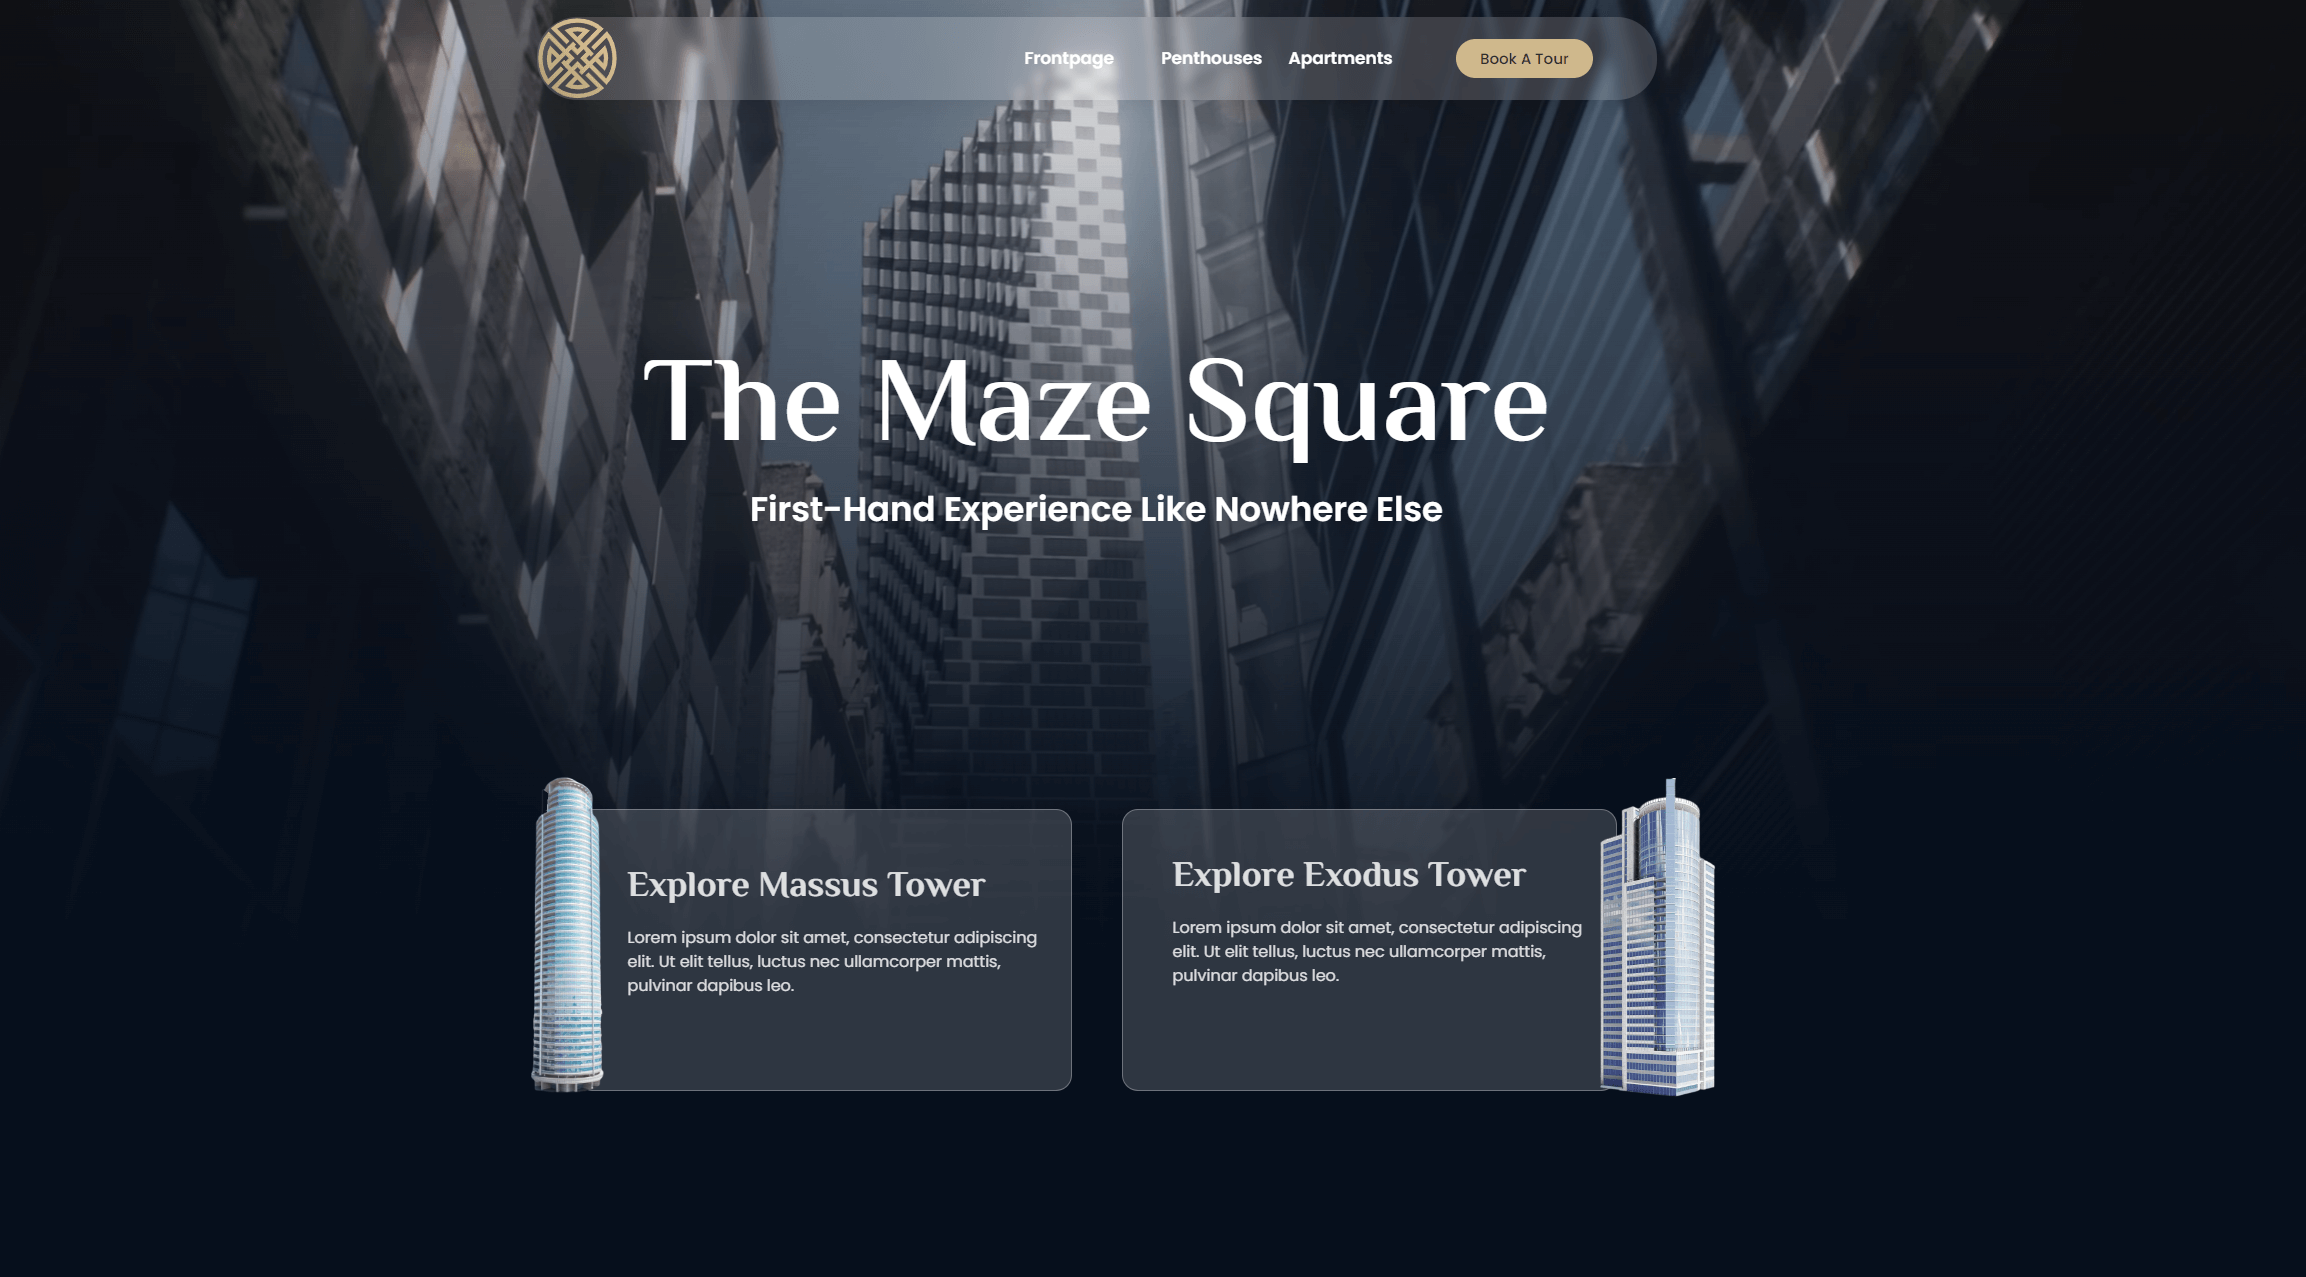 Frontpage Penthouses Apartments Book A Tour
The Maze Square
First-Hand Experience Like Nowhere Else
Explore Massus Tower
Lorem ipsum dolor sit amet, consectetur adipiscing
elit. Ut elit tellus, luctus nec ullamcorper mattis,
pulvinar dapibus leo.
Explore Exodus Tower
Lorem ipsum dolor sit amet, consectetur adipiscing
elit. Ut elit tellus, luctus nec ullamcorper mattis,
pulvinar dapibus leo.